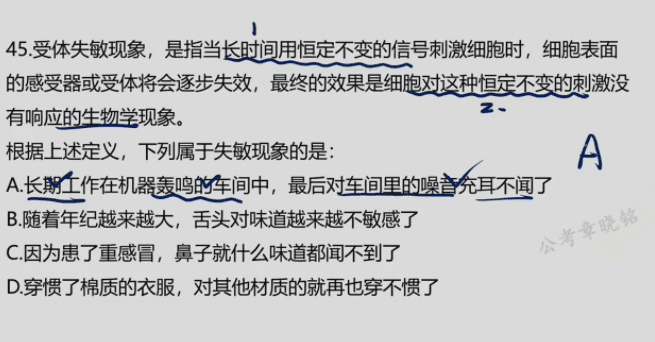 1
45.受体失敏现象，是指当长时间用恒定不变的信号刺激细胞时，细胞表面
的感受器或受体将会逐步失效，最终的效果是细胞对这种恒定不变的刺激没
2.
有响应的生物学现象。
根据上述定义，下列属于失敏现象的是：
A
A.长期工作在机器轰鸣的车间中，最后对车间里的噪音充耳不闻了
B.随着年纪越来越大，舌头对味道越来越不敏感了
C.因为患了重感冒，鼻子就什么味道都闻不到了
公考章晓铭
D.穿惯了棉质的衣服，对其他材质的就再也穿不惯了